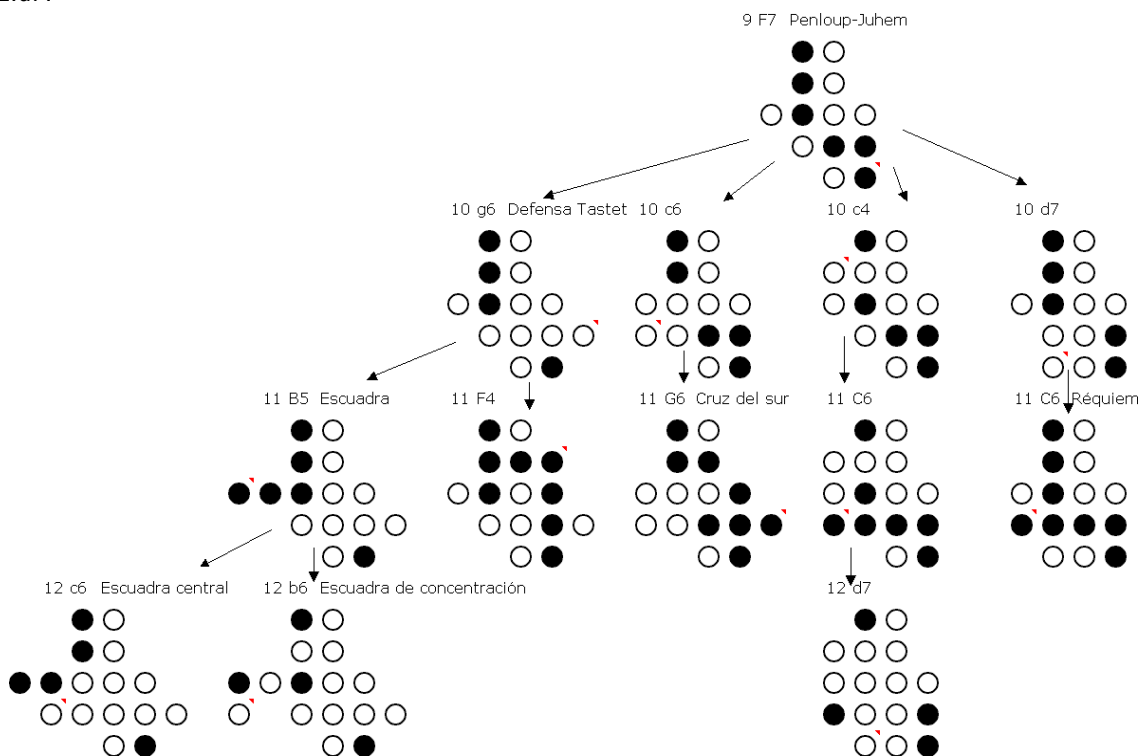 9 F7 Penloup-Juhem
10 g6 Defensa Tastet
10 c6
10 c4
10 d7
11 B5 Escuadra
11 F4
11 G6 Cruz del sur
11 C6
11 C6 Réquiem
12 c6 Escuadra central
12 b6 Escuadra de concentración
12 d7